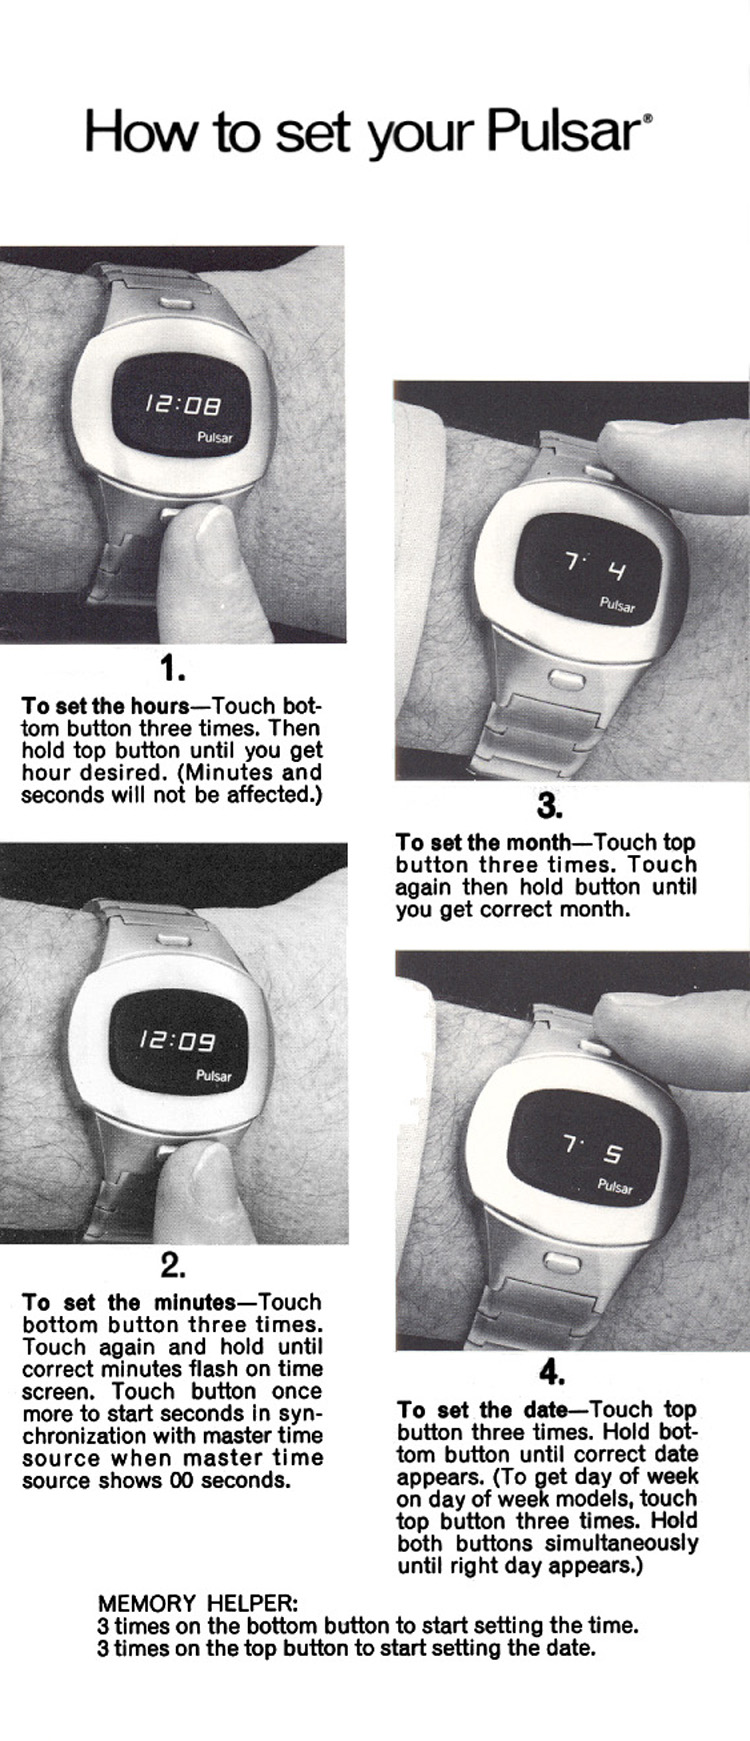 How to set your Pulsar®
12:08
Pulsar
1.
To set the hours—Touch bot-
tom button three times. Then
hold top button until you get
hour desired. (Minutes and
seconds will not be affected.)
12:09
Pulsar
2.
To set the minutes—Touch
bottom button three times.
Touch again and hold until
correct minutes flash on time
screen. Touch button once
more to start seconds in syn-
chronization with master time
source when master time
source shows 00 seconds.
7· 4
Pulsar
3.
To set the month—Touch top
button three times. Touch
again then hold button until
you get correct month.
7· 5
Pulsar
4.
To set the date—Touch top
button three times. Hold bot-
tom button until correct date
appears. (To get day of week
on day of week models, touch
top button three times. Hold
both buttons simultaneously
until right day appears.)
MEMORY HELPER:
3 times on the bottom button to start setting the time.
3 times on the top button to start setting the date.